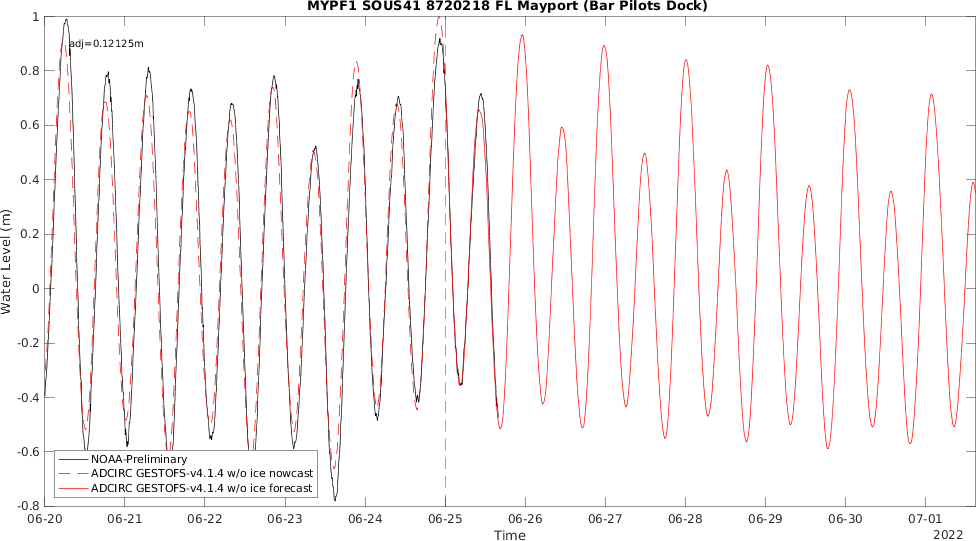 MYPF1 SOUS41 8720218 FL Mayport (Bar Pilots Dock)
1
adj=0.12125m
0.8
0.6
0.4
0.2
0
-0.2
-0.4
-0.6
-0.8
Water Level (m)
NOAA-Preliminary
ADCIRC GESTOFS-v4.1.4 w/o ice nowcast
ADCIRC GESTOFS-v4.1.4 w/o ice forecast
06-20 06-21 06-22 06-23 06-24 06-25 06-26 06-27 06-28 06-29 06-30 07-01
Time
2022